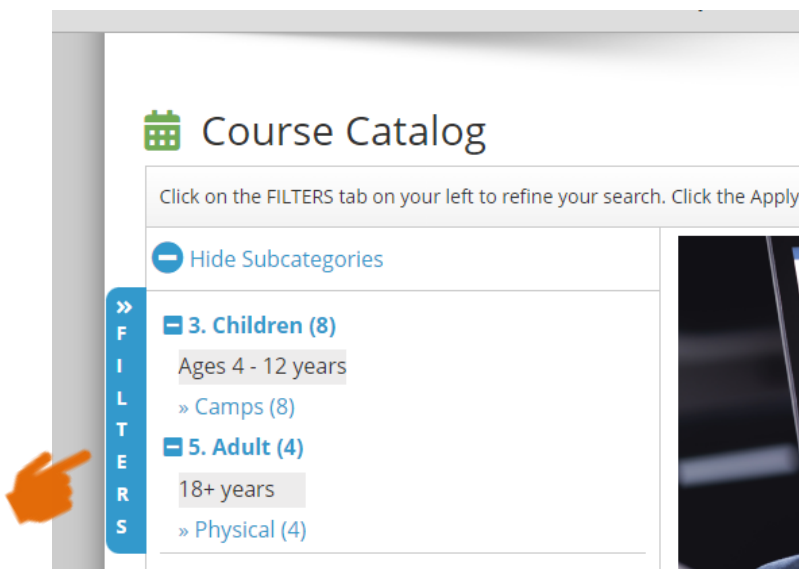 Course Catalog
Click on the FILTERS tab on your left to refine your search. Click the Apply
Hide Subcategories
» FILTERS
3. Children (8)
Ages 4 - 12 years
» Camps (8)
5. Adult (4)
18+ years
» Physical (4)